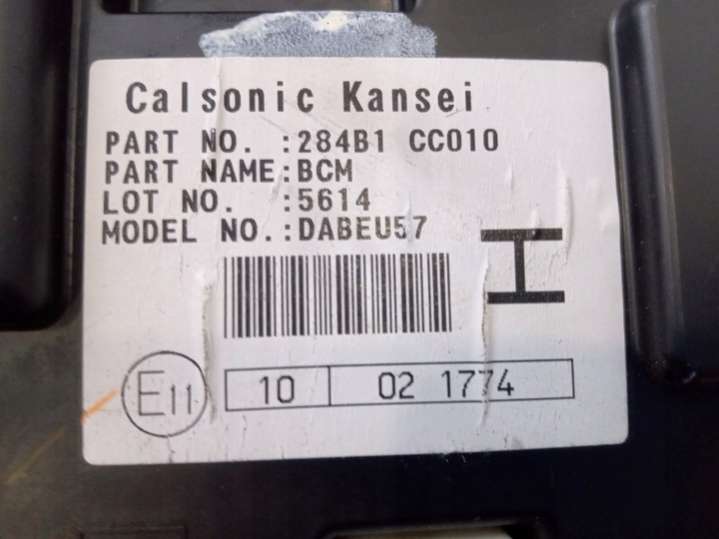 Calsonic Kansei
PART NO. :284B1 CC010
PART NAME:BCM
LOT NO. :5614
MODEL NO.:DABEU57
H
E11 10 02 1774